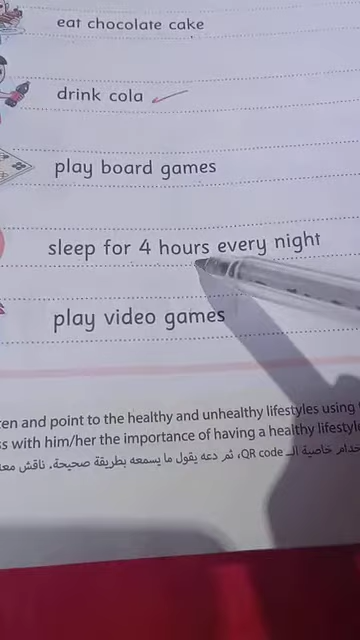 eat chocolate cake
drink cola
play board games
sleep for 4 hours every night
play video games
and point to the healthy and unhealthy lifestyles using
with him/her the importance of having a healthy
خاصية الـ QR code، ثم دعه يقول ما يسمعه بطريقة صحيحة. ناقش